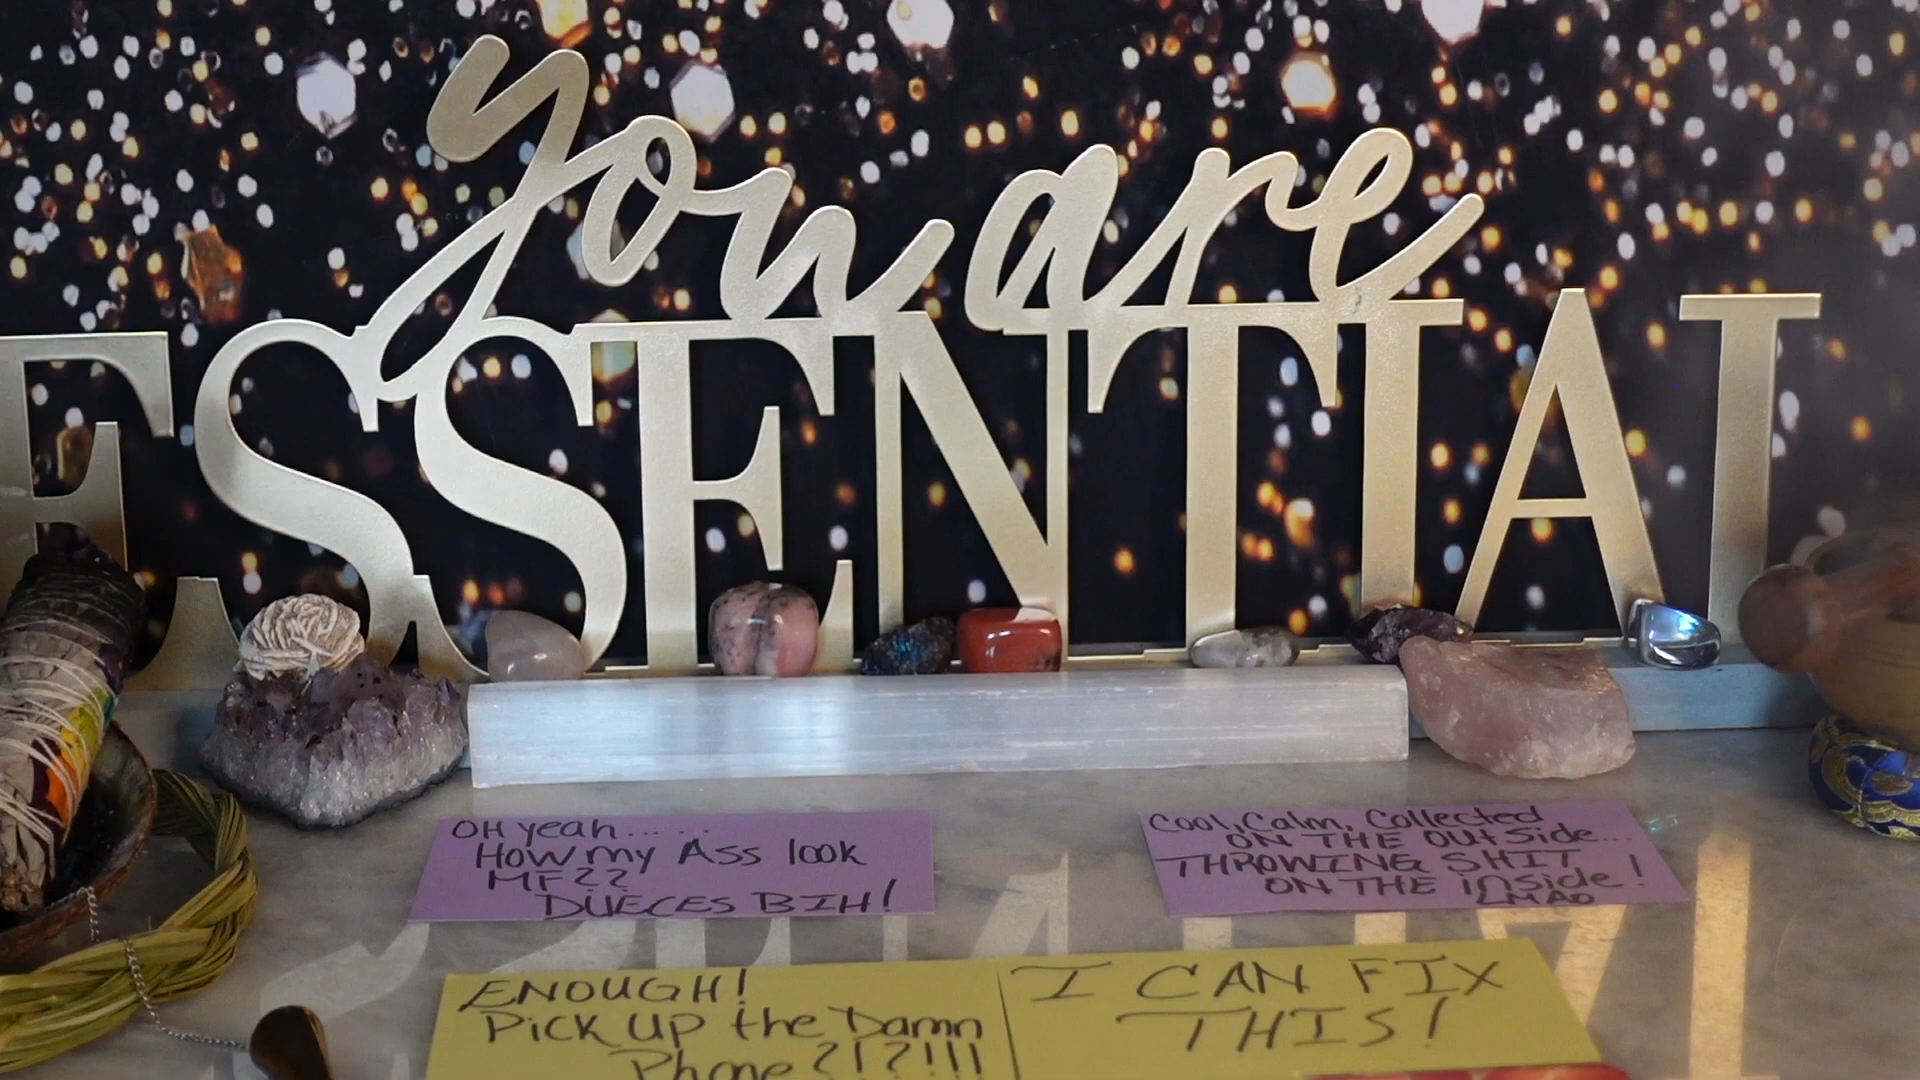 you are
ESSENTIAL
OH yeah.....
How my Ass look
MF??
DUECES BIH!
Cool, Calm, Collected
ON THE OUtside...
THROWING SHIT
ON THE inside!
LMAO
ENOUGH!
Pick up the Damn
Phone?!?!!!
I CAN FIX
THIS!